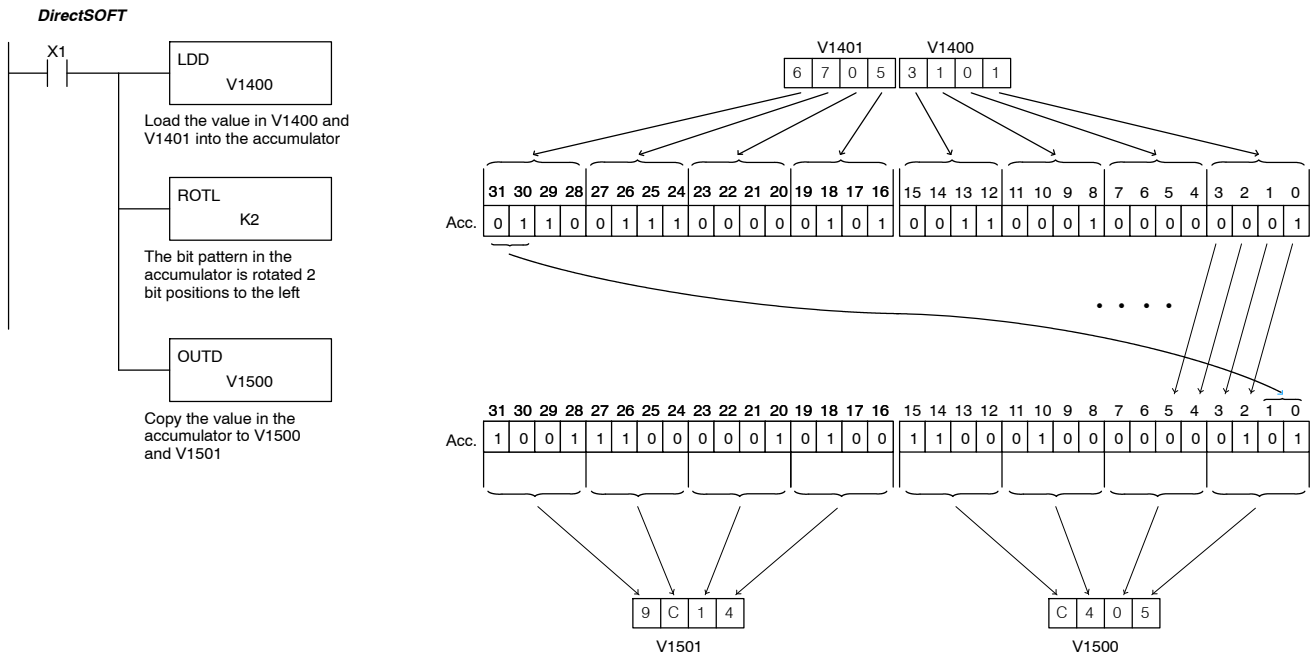 DirectSOFT
X1
LDD
V1400
Load the value in V1400 and
V1401 into the accumulator
ROTL
K2
The bit pattern in the
accumulator is rotated 2
bit positions to the left
OUTD
V1500
Copy the value in the
accumulator to V1500
and V1501
V1401 V1400
6 7 0 5 3 1 0 1
31 30 29 28 27 26 25 24 23 22 21 20 19 18 17 16 15 14 13 12 11 10 9 8 7 6 5 4 3 2 1 0
Acc. 0 1 1 0 0 1 1 1 0 0 0 0 0 1 0 1 0 0 1 1 0 0 0 1 0 0 0 0 0 0 0 1
31 30 29 28 27 26 25 24 23 22 21 20 19 18 17 16 15 14 13 12 11 10 9 8 7 6 5 4 3 2 1 0
Acc. 1 0 0 1 1 1 0 0 0 0 0 1 0 1 0 0 1 1 0 0 0 1 0 0 0 0 0 0 0 1 0 1
9 C 1 4 C 4 0 5
V1501 V1500